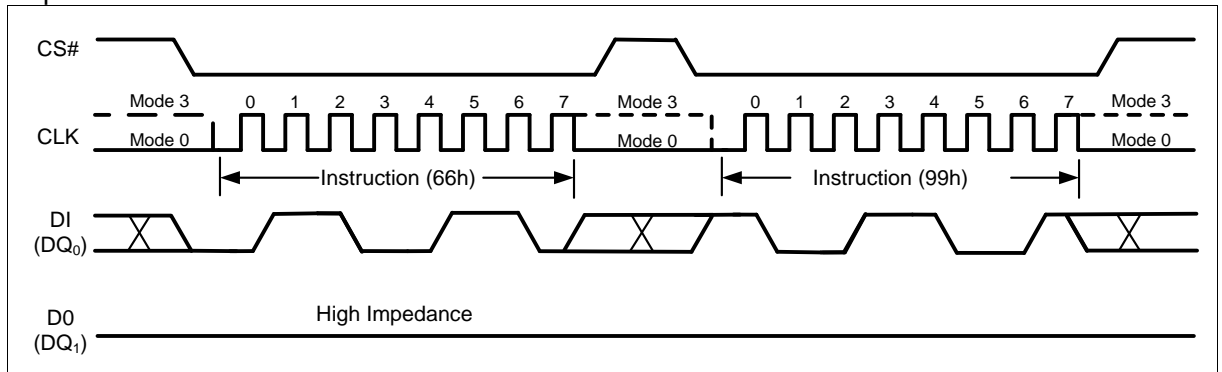 CS#
Mode 3 0 1 2 3 4 5 6 7 Mode 3 0 1 2 3 4 5 6 7 Mode 3
CLK
Mode 0 Mode 0 Mode 0
Instruction (66h) Instruction (99h)
DI
(DQ0)
High Impedance
D0
(DQ1)